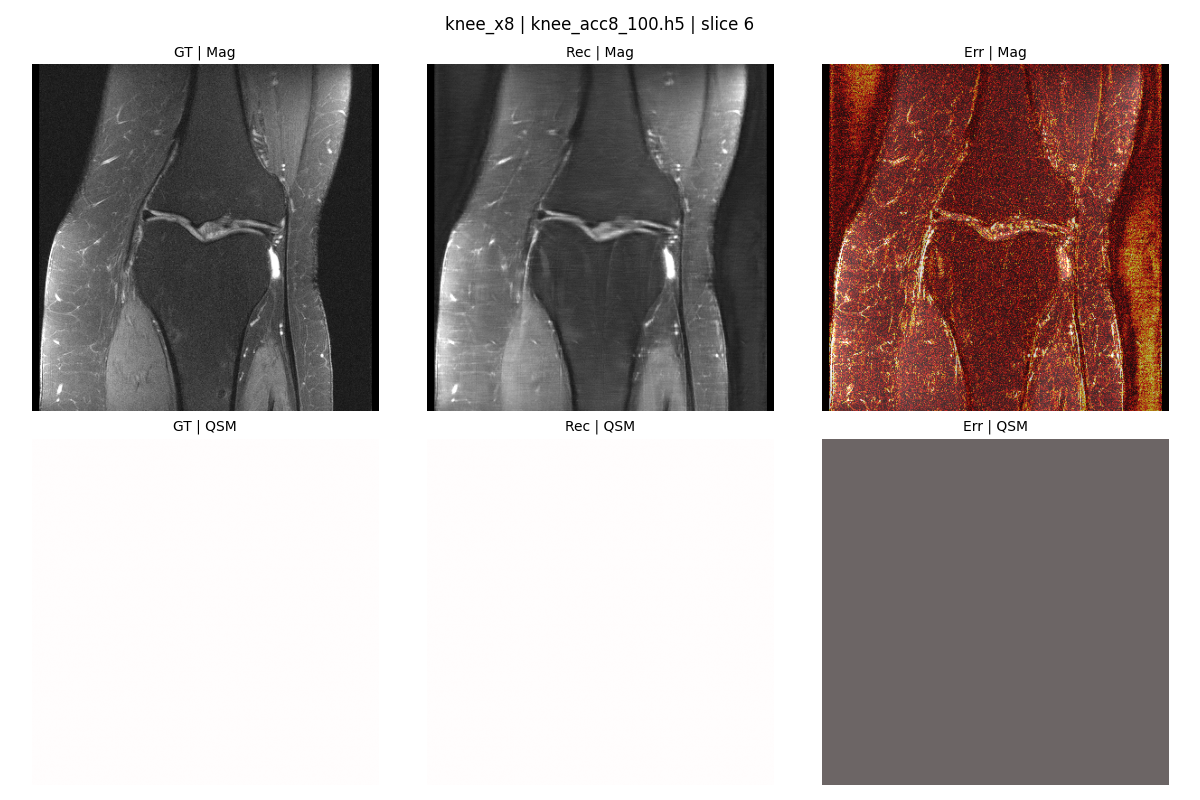 knee_x8 | knee_acc8_100.h5 | slice 6
GT | Mag
Rec | Mag
Err | Mag
GT | QSM
Rec | QSM
Err | QSM